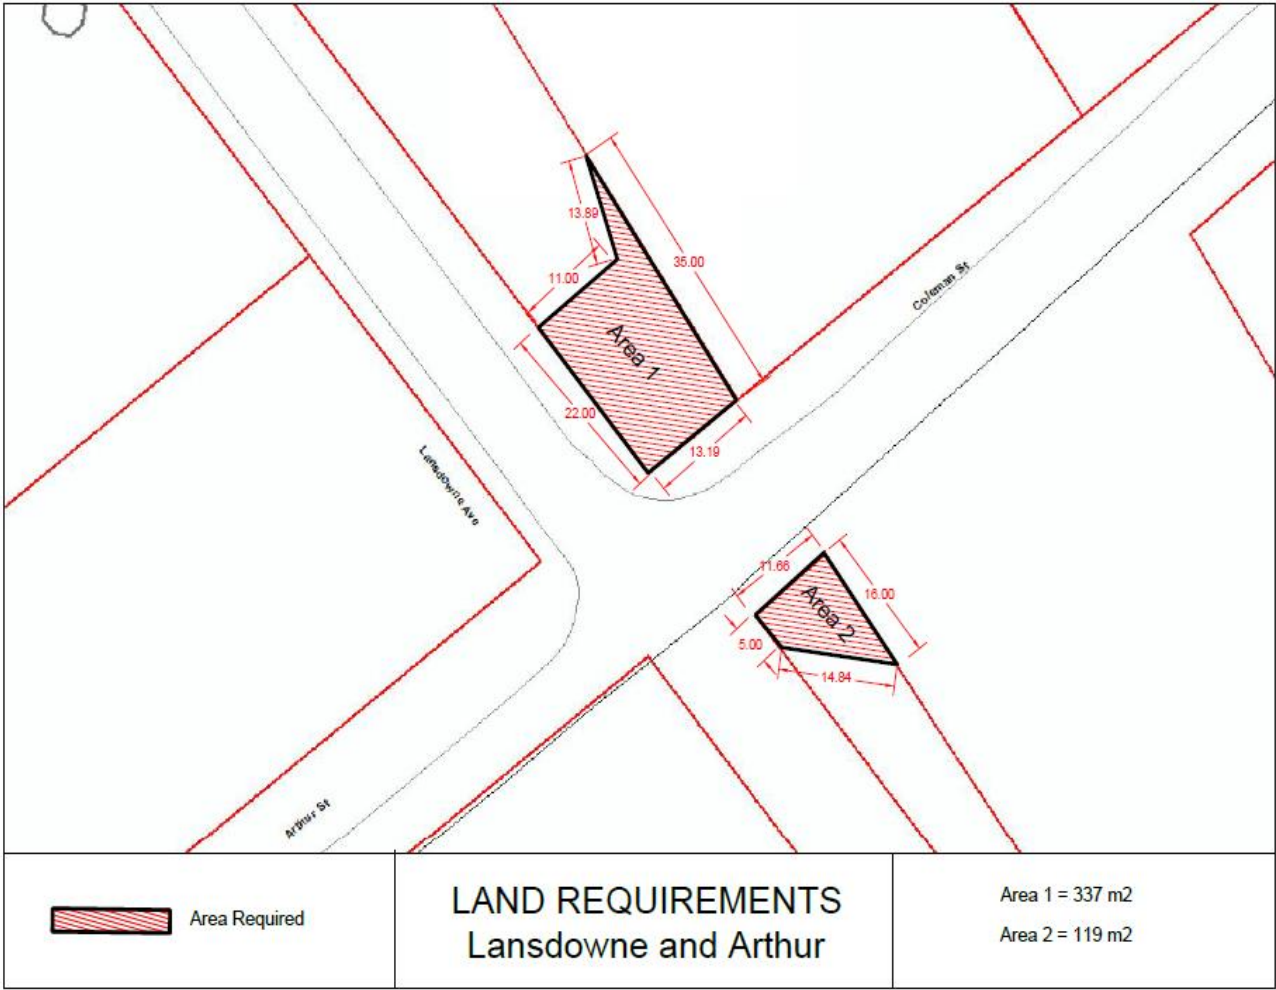 13.89
35.00
11.00
Coleman St
Area 1
22.00
13.19
Lansdowne Ave
11.66
16.00
Area 2
5.00
14.84
Arthur St
Area Required
LAND REQUIREMENTS
Lansdowne and Arthur
Area 1 = 337 m2
Area 2 = 119 m2